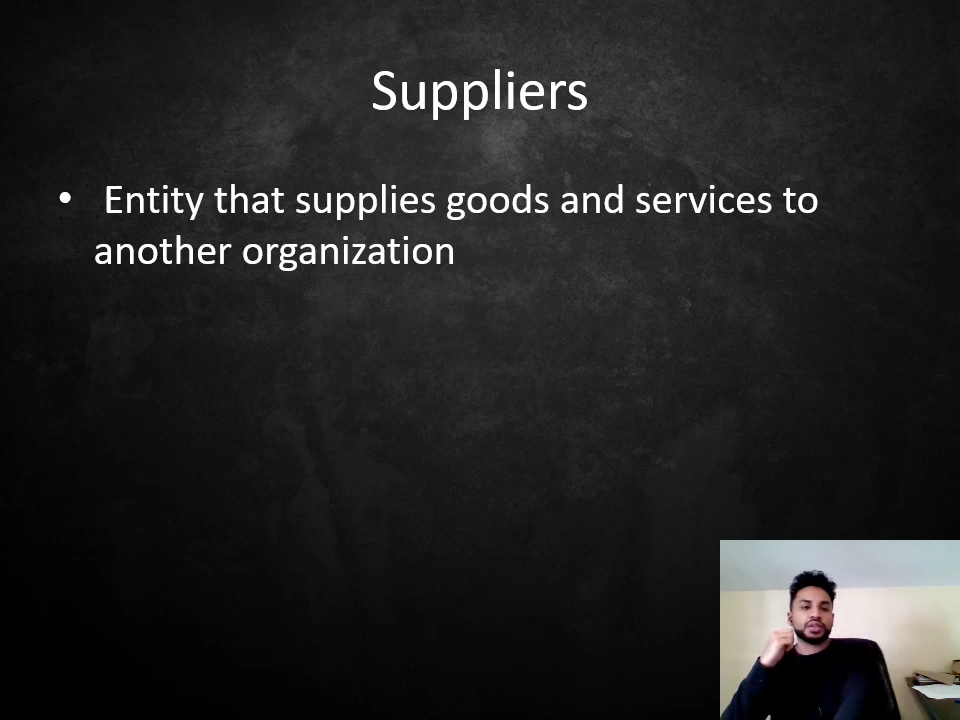 Suppliers
• Entity that supplies goods and services to
another organization